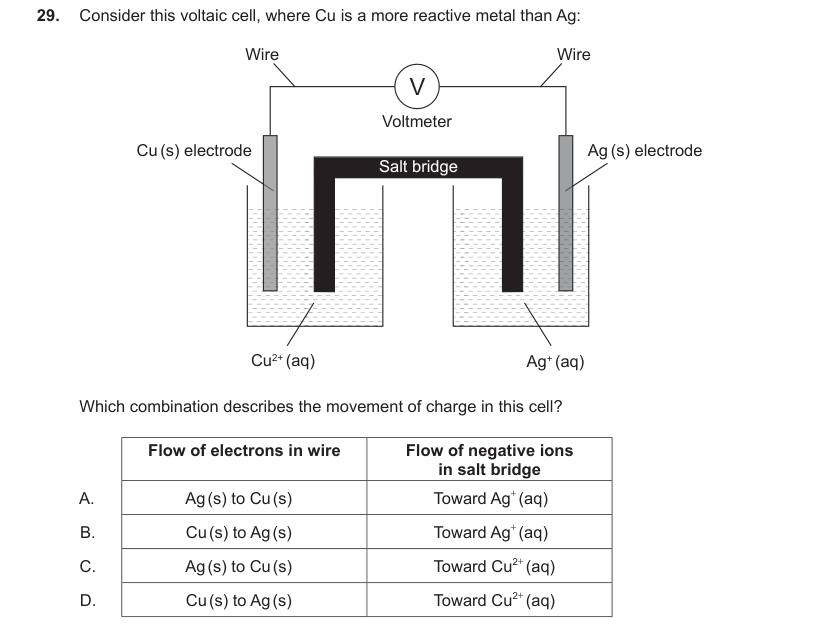 29. Consider this voltaic cell, where Cu is a more reactive metal than Ag:
Wire Wire
V
Voltmeter
Cu (s) electrode Ag (s) electrode
Salt bridge
Cu²⁺ (aq) Ag⁺ (aq)
Which combination describes the movement of charge in this cell?
Flow of electrons in wire Flow of negative ions
in salt bridge
A. Ag (s) to Cu (s) Toward Ag⁺ (aq)
B. Cu (s) to Ag (s) Toward Ag⁺ (aq)
C. Ag (s) to Cu (s) Toward Cu²⁺ (aq)
D. Cu (s) to Ag (s) Toward Cu²⁺ (aq)